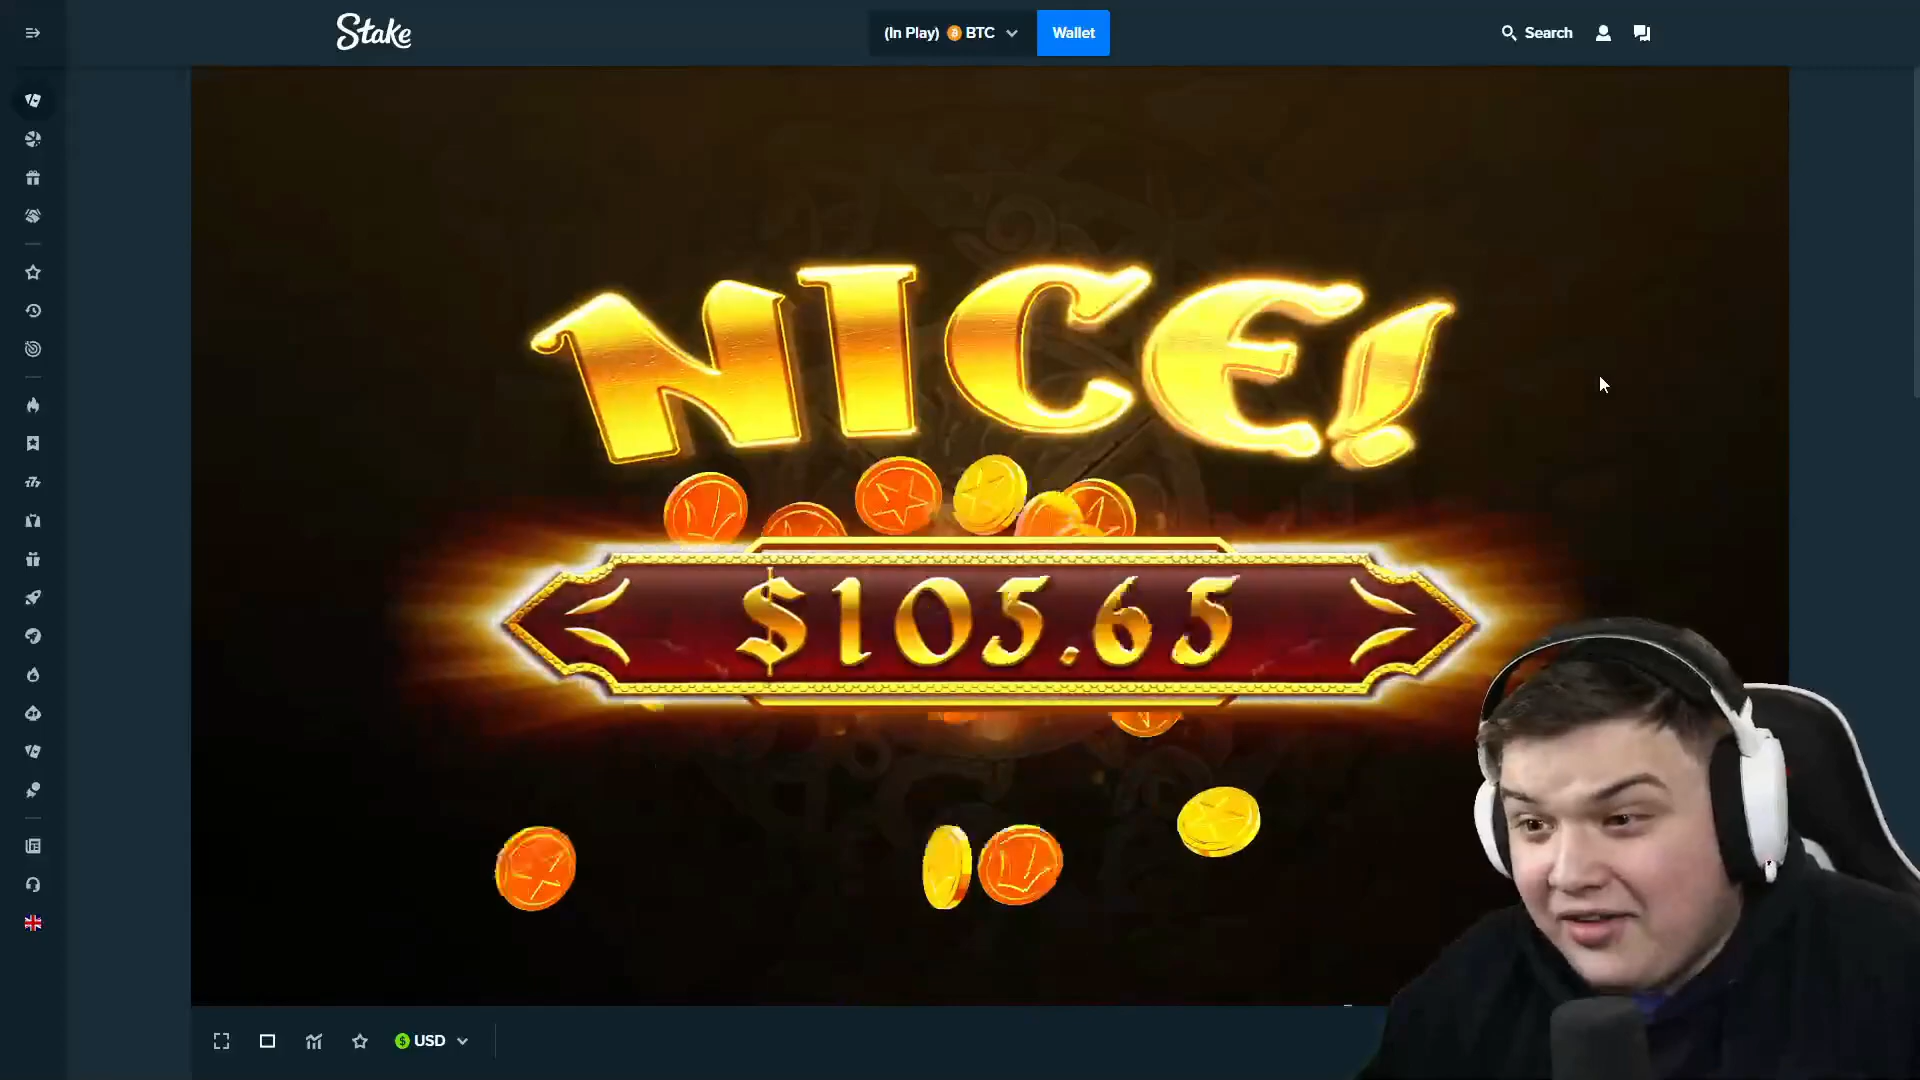 Stake
(In Play) BTC
Wallet
Search
NICE!
$105.65
USD